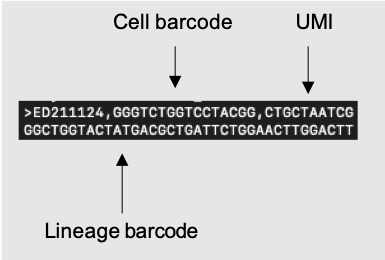 Cell barcode UMI
>ED211124,GGGTCTGGTCCTACGG,CTGCTAATCG
GGCTGGTACTATGACGCTGATTCTGGAACTTGGACTT
Lineage barcode